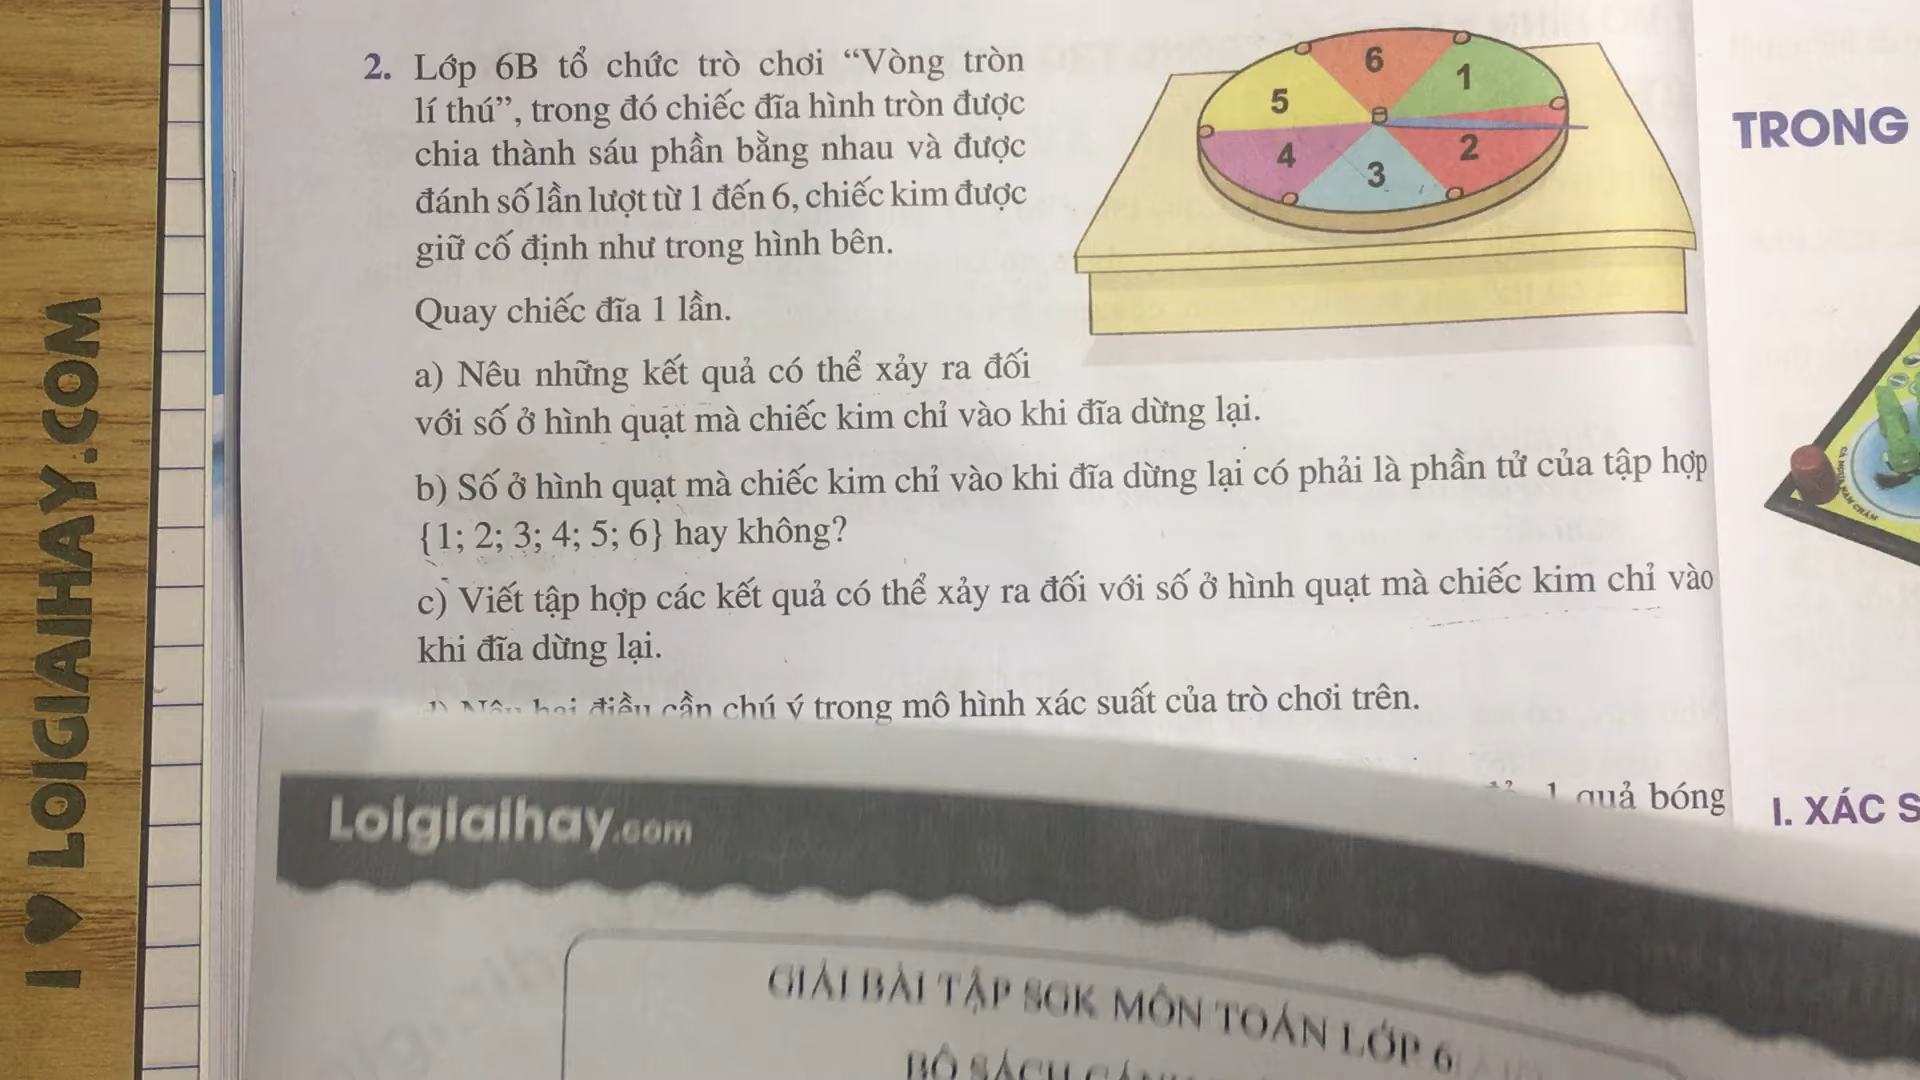 2. Lớp 6B tổ chức trò chơi “Vòng tròn
lí thú”, trong đó chiếc đĩa hình tròn được
chia thành sáu phần bằng nhau và được
đánh số lần lượt từ 1 đến 6, chiếc kim được
giữ cố định như trong hình bên.
Quay chiếc đĩa 1 lần.
a) Nêu những kết quả có thể xảy ra đối
với số ở hình quạt mà chiếc kim chỉ vào khi đĩa dừng lại.
b) Số ở hình quạt mà chiếc kim chỉ vào khi đĩa dừng lại có phải là phần tử của tập hợp
{1; 2; 3; 4; 5; 6} hay không?
c) Viết tập hợp các kết quả có thể xảy ra đối với số ở hình quạt mà chiếc kim chỉ vào
khi đĩa dừng lại.
d) Nêu hai điều cần chú ý trong mô hình xác suất của trò chơi trên.
1 quả bóng
6
1
5
2
4
3
TRONG
I. XÁC S
I ♥ LOIGIAIHAY.COM
Loigiaihay.com
GIẢI BÀI TẬP SGK MÔN TOÁN LỚP 6
BỘ SÁCH CÁNH